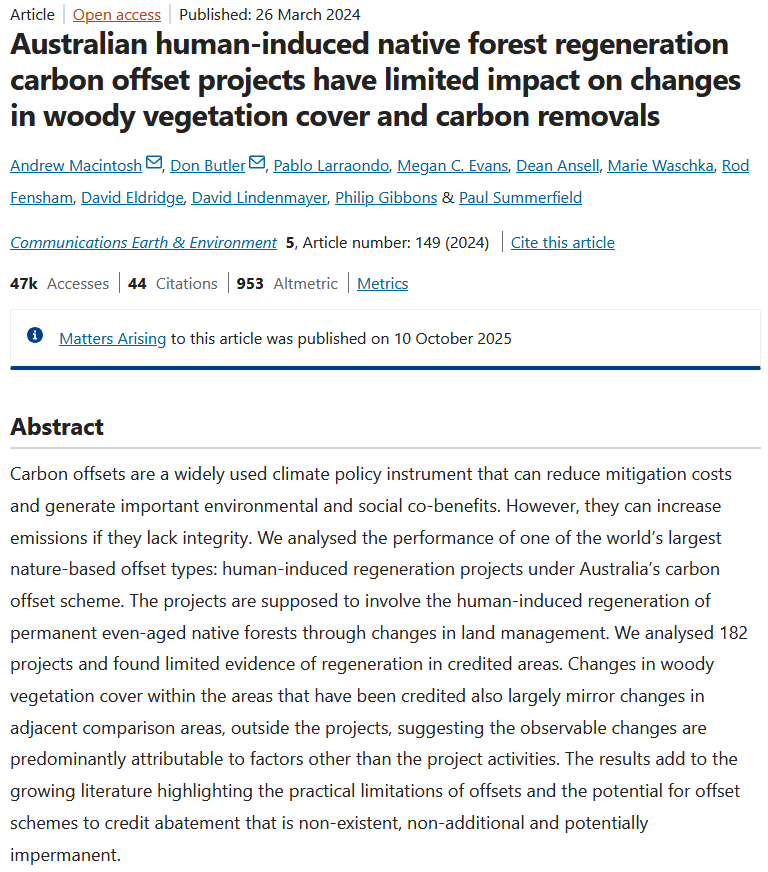 Article | Open access | Published: 26 March 2024
Australian human-induced native forest regeneration
carbon offset projects have limited impact on changes
in woody vegetation cover and carbon removals
Andrew Macintosh, Don Butler, Pablo Larraondo, Megan C. Evans, Dean Ansell, Marie Waschka, Rod
Fensham, David Eldridge, David Lindenmayer, Philip Gibbons & Paul Summerfield
Communications Earth & Environment 5, Article number: 149 (2024) | Cite this article
47k Accesses | 44 Citations | 953 Altmetric | Metrics
Matters Arising to this article was published on 10 October 2025
Abstract
Carbon offsets are a widely used climate policy instrument that can reduce mitigation costs
and generate important environmental and social co-benefits. However, they can increase
emissions if they lack integrity. We analysed the performance of one of the world's largest
nature-based offset types: human-induced regeneration projects under Australia's carbon
offset scheme. The projects are supposed to involve the human-induced regeneration of
permanent even-aged native forests through changes in land management. We analysed 182
projects and found limited evidence of regeneration in credited areas. Changes in woody
vegetation cover within the areas that have been credited also largely mirror changes in
adjacent comparison areas, outside the projects, suggesting the observable changes are
predominantly attributable to factors other than the project activities. The results add to the
growing literature highlighting the practical limitations of offsets and the potential for offset
schemes to credit abatement that is non-existent, non-additional and potentially
impermanent.